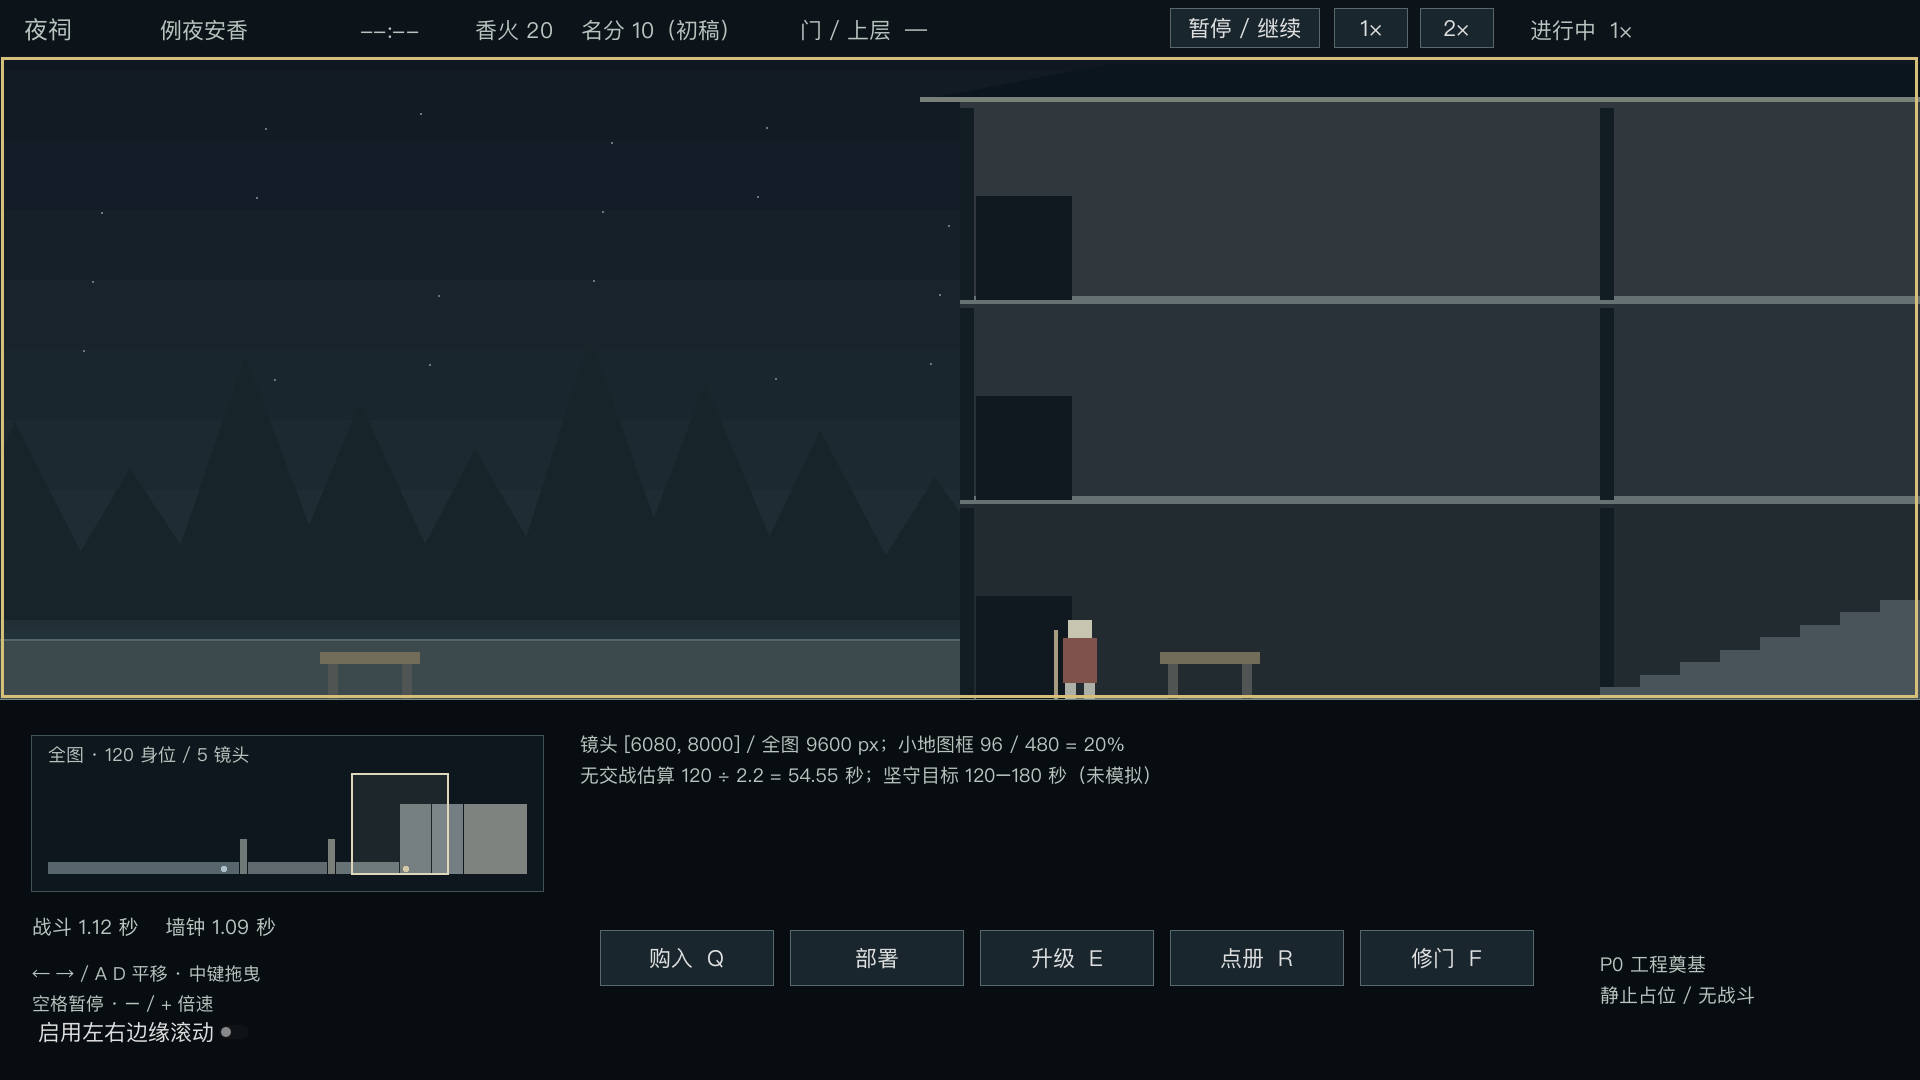 夜祠 例夜安香 --:-- 香火 20 名分 10（初稿） 门 / 上层 — 暂停 / 继续 1× 2× 进行中 1×
全图 · 120 身位 / 5 镜头
镜头 [6080, 8000] / 全图 9600 px；小地图框 96 / 480 = 20%
无交战估算 120 ÷ 2.2 = 54.55 秒；坚守目标 120—180 秒（未模拟）
战斗 1.12 秒 墙钟 1.09 秒
← → / A D 平移 · 中键拖曳
空格暂停 · − / + 倍速
启用左右边缘滚动
购入 Q 部署 升级 E 点册 R 修门 F
P0 工程奠基
静止占位 / 无战斗